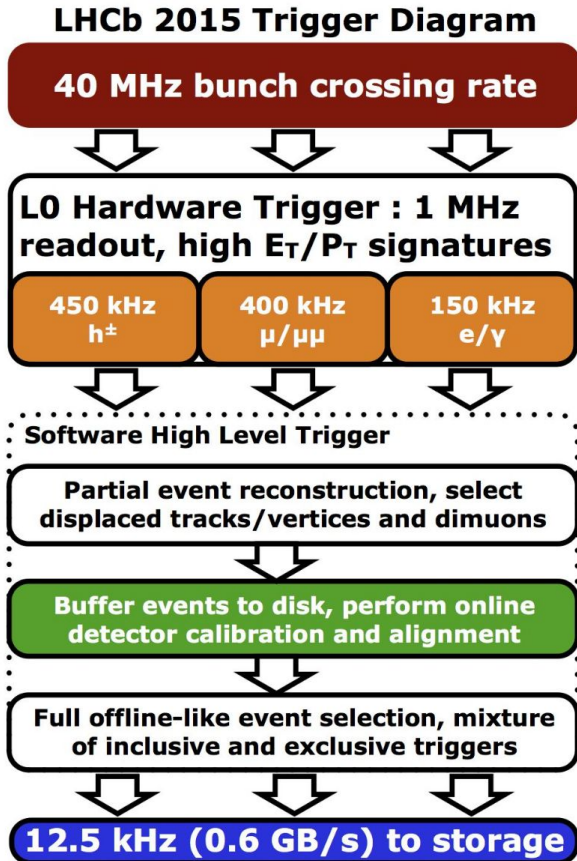 LHCb 2015 Trigger Diagram
40 MHz bunch crossing rate
L0 Hardware Trigger : 1 MHz
readout, high E_T/P_T signatures
450 kHz
h±
400 kHz
μ/μμ
150 kHz
e/γ
Software High Level Trigger
Partial event reconstruction, select
displaced tracks/vertices and dimuons
Buffer events to disk, perform online
detector calibration and alignment
Full offline-like event selection, mixture
of inclusive and exclusive triggers
12.5 kHz (0.6 GB/s) to storage